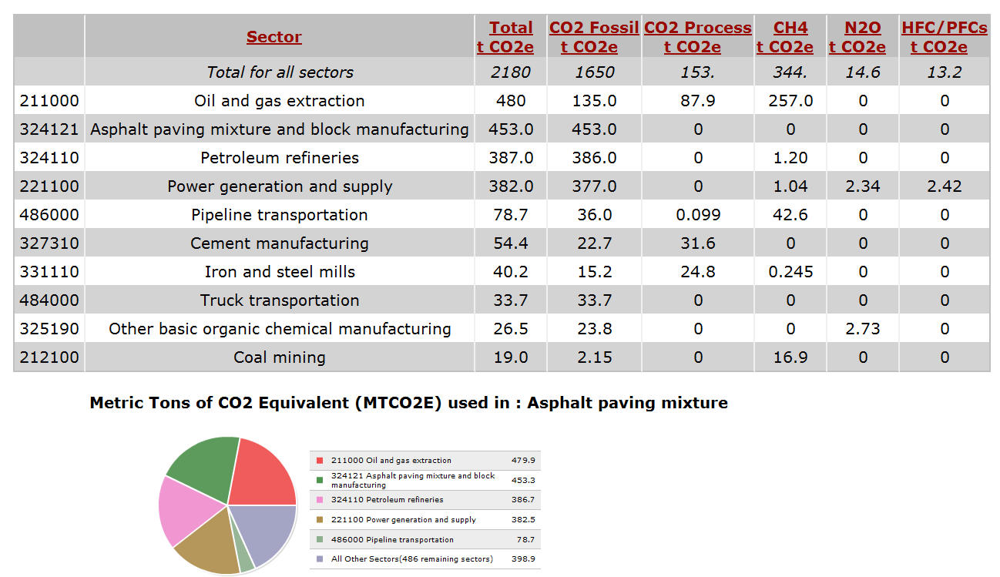 Sector Total t CO2e CO2 Fossil t CO2e CO2 Process t CO2e CH4 t CO2e N2O t CO2e HFC/PFCs t CO2e
Total for all sectors 2180 1650 153. 344. 14.6 13.2
211000 Oil and gas extraction 480 135.0 87.9 257.0 0 0
324121 Asphalt paving mixture and block manufacturing 453.0 453.0 0 0 0 0
324110 Petroleum refineries 387.0 386.0 0 1.20 0 0
221100 Power generation and supply 382.0 377.0 0 1.04 2.34 2.42
486000 Pipeline transportation 78.7 36.0 0.099 42.6 0 0
327310 Cement manufacturing 54.4 22.7 31.6 0 0 0
331110 Iron and steel mills 40.2 15.2 24.8 0.245 0 0
484000 Truck transportation 33.7 33.7 0 0 0 0
325190 Other basic organic chemical manufacturing 26.5 23.8 0 0 2.73 0
212100 Coal mining 19.0 2.15 0 16.9 0 0
Metric Tons of CO2 Equivalent (MTCO2E) used in : Asphalt paving mixture
211000 Oil and gas extraction 479.9
324121 Asphalt paving mixture and block
manufacturing 453.3
324110 Petroleum refineries 386.7
221100 Power generation and supply 382.5
486000 Pipeline transportation 78.7
All Other Sectors(486 remaining sectors) 398.9